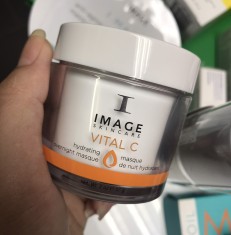 I
IMAGE
SKINCARE
VITAL C
hydrating
overnight masque
masque
de nuit hydratant